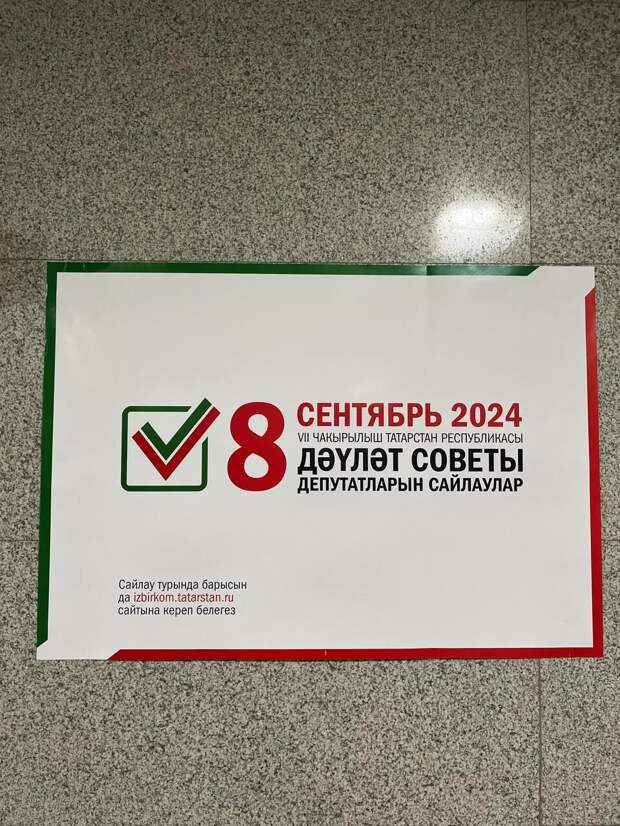 8 СЕНТЯБРЬ 2024
VII ЧАКЫРЫЛЫШ ТАТАРСТАН РЕСПУБЛИКАСЫ
ДӘҮЛӘТ СОВЕТЫ
ДЕПУТАТЛАРЫН САЙЛАУЛАР
Сайлау турында барысын
да izbirkom.tatarstan.ru
сайтына кереп белегез